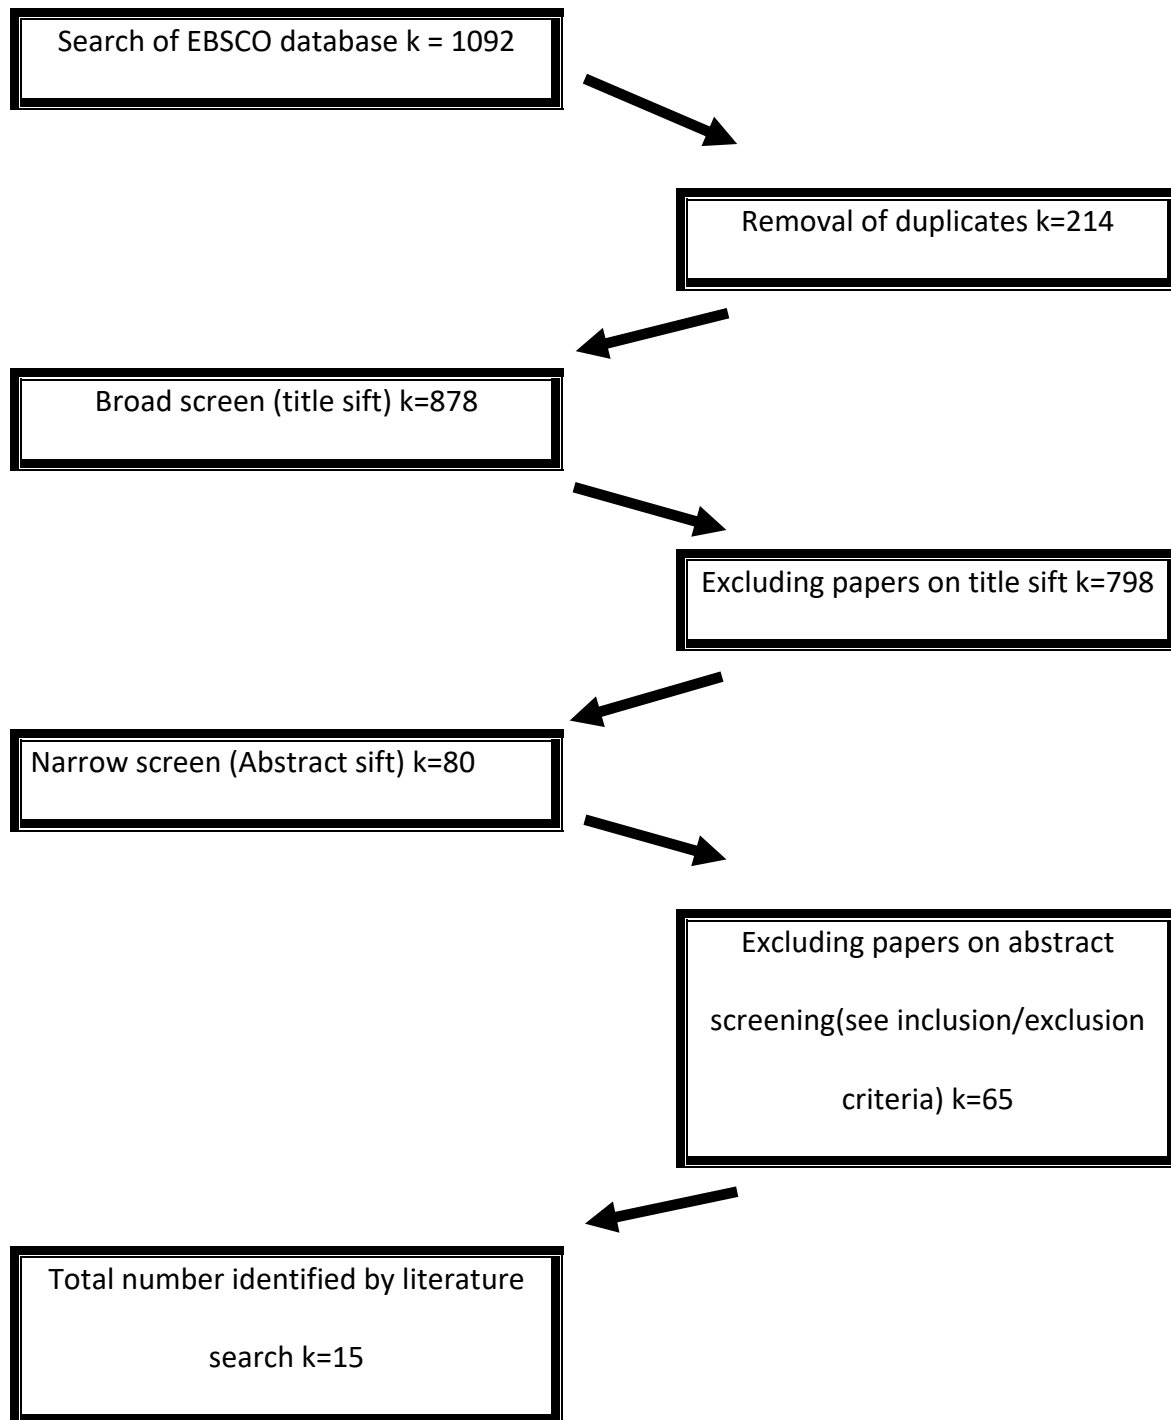 Search of EBSCO database k = 1092
Removal of duplicates k=214
Broad screen (title sift) k=878
Excluding papers on title sift k=798
Narrow screen (Abstract sift) k=80
Excluding papers on abstract
screening(see inclusion/exclusion
criteria) k=65
Total number identified by literature
search k=15